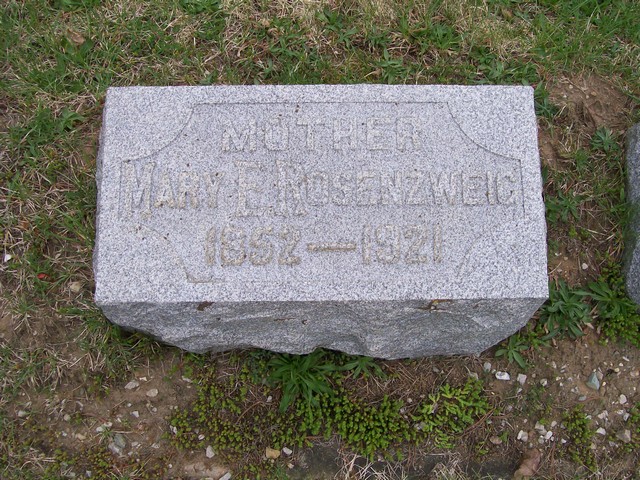 MOTHER
MARY E. ROSENZWEIG
1852—1921